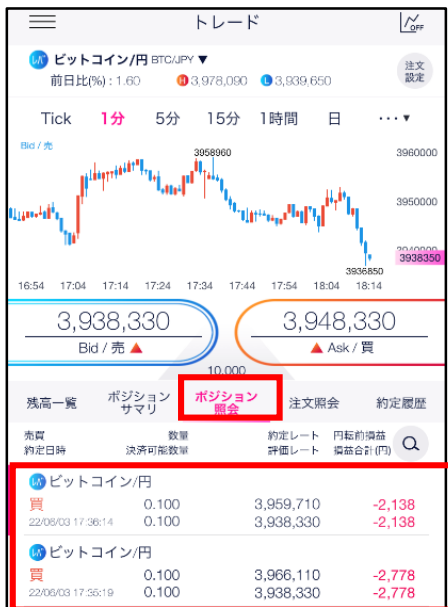 トレード
OFF
レバ ビットコイン/円 BTC/JPY ▼
注文
設定
前日比(%) : 1.60 H 3,978,090 L 3,939,650
Tick 1分 5分 15分 1時間 日 ... ▼
Bid / 売
3958960
3960000
3950000
3940000
3938350
3936850
16:54 17:04 17:14 17:24 17:34 17:44 17:54 18:04 18:14
3,938,330 3,948,330
Bid / 売 ▲ ▲ Ask / 買
10,000
残高一覧 ポジション サマリ ポジション 照会 注文照会 約定履歴
売買 数量 約定レート 円転前損益
約定日時 決済可能数量 評価レート 損益合計(円)
レバ ビットコイン/円
買 0.100 3,959,710 -2,138
22/06/03 17:36:14 0.100 3,938,330 -2,138
レバ ビットコイン/円
買 0.100 3,966,110 -2,778
22/06/03 17:35:19 0.100 3,938,330 -2,778